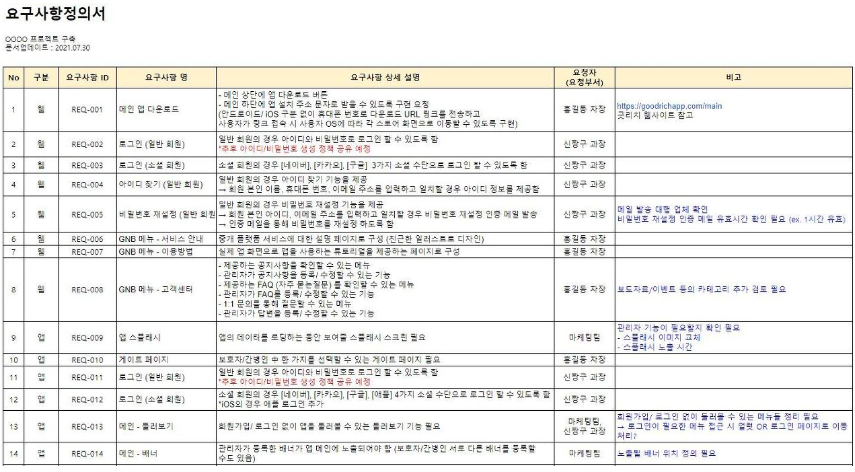 요구사항정의서
OOOO 프로젝트 구축
문서업데이트 : 2021.07.30
No 구분 요구사항 ID 요구사항 명 요구사항 상세 설명 요청자 (요청부서) 비고
1 웹 REQ-001 메인 앱 다운로드
- 메인 상단에 앱 다운로드 버튼
- 메인 하단에 앱 설치 주소 문자로 받을 수 있도록 구현 요청
(안드로이드/ iOS 구분 없이 휴대폰 번호로 다운로드 URL 링크를 전송하고
사용자가 링크 접속 시 사용자 OS에 따라 각 스토어 화면으로 이동할 수 있도록 구현)
홍길동 차장
https://goodrichapp.com/main
굿리치 웹사이트 참고
2 웹 REQ-002 로그인 (일반 회원)
일반 회원의 경우 아이디와 비밀번호로 로그인 할 수 있도록 함
*추후 아이디/비밀번호 생성 정책 공유 예정
신짱구 과장
3 웹 REQ-003 로그인 (소셜 회원) 소셜 회원의 경우 [네이버], [카카오], [구글] 3가지 소셜 수단으로 로그인 할 수 있도록 함 신짱구 과장
4 웹 REQ-004 아이디 찾기 (일반 회원)
일반 회원의 경우 아이디 찾기 기능을 제공
→ 회원 본인 이름, 휴대폰 번호, 이메일 주소를 입력하고 일치할 경우 아이디 정보를 제공함
신짱구 과장
5 웹 REQ-005 비밀번호 재설정 (일반 회원
일반 회원의 경우 비밀번호 재설정 기능을 제공
→ 회원 본인 아이디, 이메일 주소를 입력하고 일치할 경우 비밀번호 재설정 인증 메일 발송
→ 인증 메일을 통해 비밀번호를 재설정 하도록 함
신짱구 과장
메일 발송 대행 업체 확인
비밀번호 재설정 인증 메일 유효시간 확인 필요 (ex. 1시간 유효)
6 웹 REQ-006 GNB 메뉴 - 서비스 안내 중개 플랫폼 서비스에 대한 설명 페이지로 구성 (친근한 일러스트로 디자인) 홍길동 차장
7 웹 REQ-007 GNB 메뉴 - 이용방법 실제 앱 화면으로 앱을 사용하는 튜토리얼을 제공하는 페이지로 구성 홍길동 차장
8 웹 REQ-008 GNB 메뉴 - 고객센터
- 제공하는 공지사항을 확인할 수 있는 메뉴
- 관리자가 공지사항을 등록/ 수정할 수 있는 기능
- 제공하는 FAQ (자주 묻는질문)를 확인할 수 있는 메뉴
- 관리자가 FAQ를 등록/ 수정할 수 있는 기능
- 1:1 문의를 통해 질문할 수 있는 메뉴
- 관리자가 답변을 등록/ 수정할 수 있는 기능
홍길동 차장
보도자료/이벤트 등의 카테고리 추가 검토 필요
9 앱 REQ-009 앱 스플래시 앱의 데이터를 로딩하는 동안 보여줄 스플래시 스크린 필요 마케팅팀
관리자 기능이 필요할지 확인 필요
- 스플래시 이미지 교체
- 스플래시 노출 시간
10 앱 REQ-010 게이트 페이지 보호자/간병인 중 한 가지를 선택할 수 있는 게이트 페이지 필요 홍길동 차장
11 앱 REQ-011 로그인 (일반 회원)
일반 회원의 경우 아이디와 비밀번호로 로그인 할 수 있도록 함
*추후 아이디/비밀번호 생성 정책 공유 예정
신짱구 과장
12 앱 REQ-012 로그인 (소셜 회원)
소셜 회원의 경우 [네이버], [카카오], [구글], [애플] 4가지 소셜 수단으로 로그인 할 수 있도록 함
*iOS의 경우 애플 로그인 추가
신짱구 과장
13 앱 REQ-013 메인 - 둘러보기 회원가입/ 로그인 없이 앱을 둘러볼 수 있는 둘러보기 기능 필요
마케팅팀,
신짱구 과장
회원가입/ 로그인 없이 둘러볼 수 있는 메뉴들 정리 필요
→ 로그인이 필요한 메뉴 접근 시 얼럿 OR 로그인 페이지로 이동
처리?
14 앱 REQ-014 메인 - 배너
관리자가 등록한 배너가 앱 메인에 노출되어야 함 (보호자/간병인 서로 다른 배너를 등록할
수도 있음)
마케팅팀
노출될 배너 위치 정의 필요